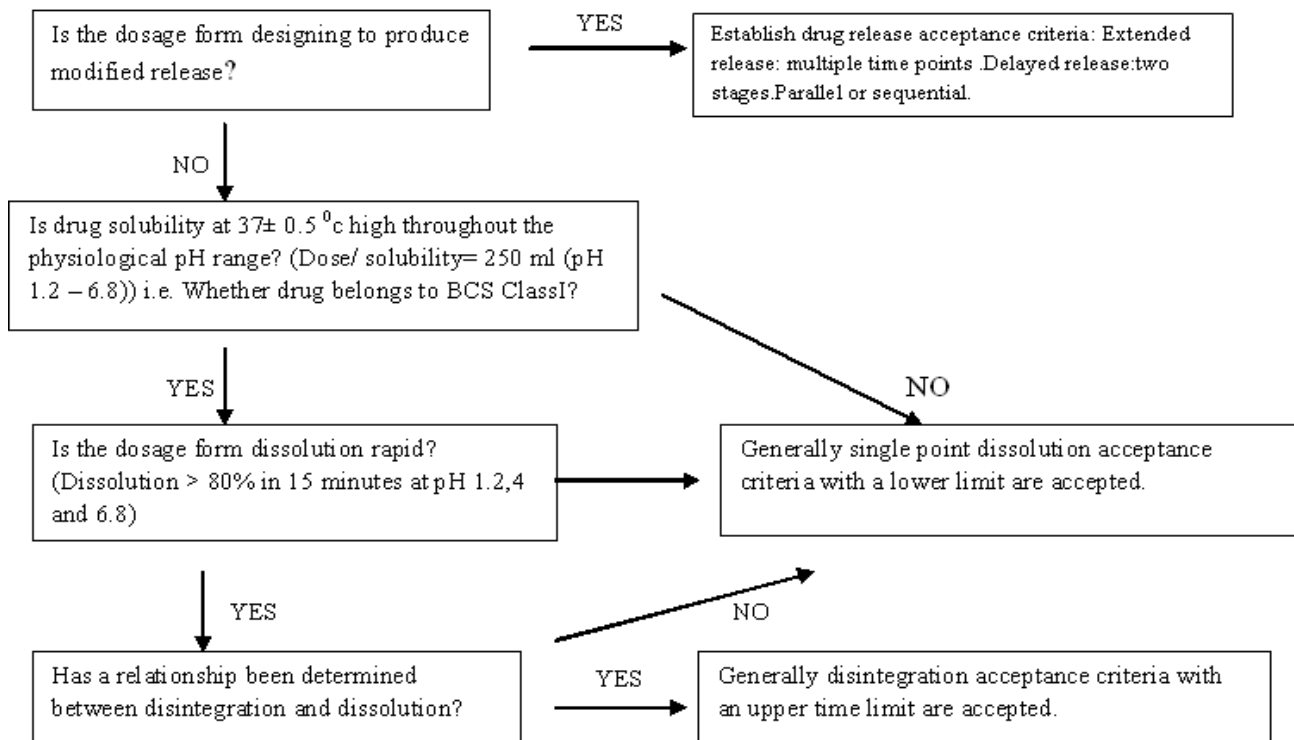 Is the dosage form designing to produce
modified release?
YES
Establish drug release acceptance criteria: Extended
release: multiple time points .Delayed release:two
stages.Parallel or sequential.
NO
Is drug solubility at 37± 0.5 ⁰c high throughout the
physiological pH range? (Dose/ solubility= 250 ml (pH
1.2 – 6.8)) i.e. Whether drug belongs to BCS ClassI?
YES
NO
Is the dosage form dissolution rapid?
(Dissolution > 80% in 15 minutes at pH 1.2,4
and 6.8)
Generally single point dissolution acceptance
criteria with a lower limit are accepted.
YES
NO
Has a relationship been determined
between disintegration and dissolution?
YES
Generally disintegration acceptance criteria with
an upper time limit are accepted.